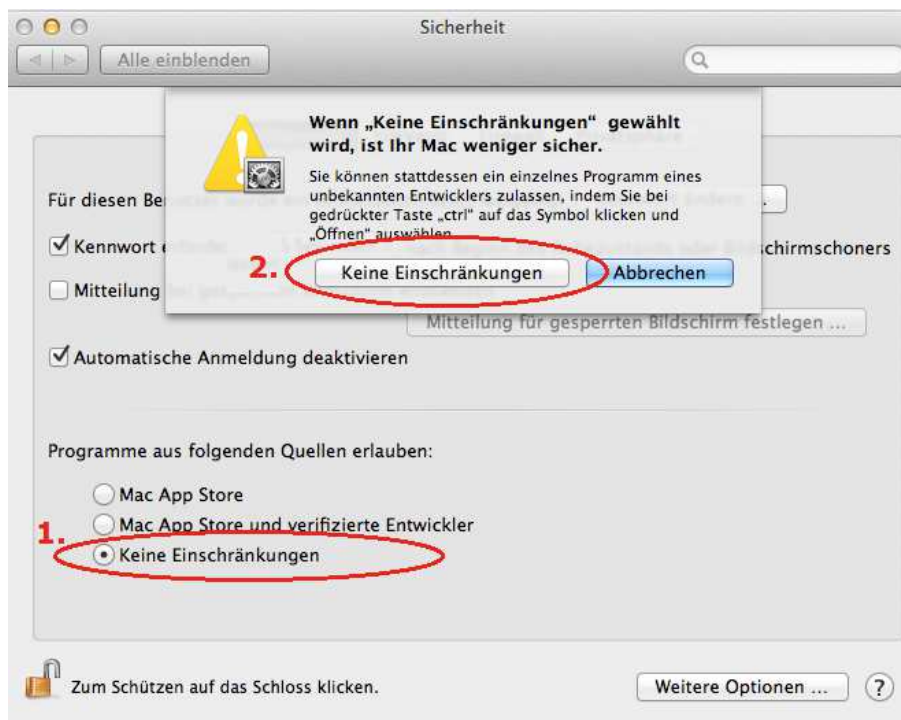 Sicherheit
Alle einblenden
Wenn „Keine Einschränkungen“ gewählt
wird, ist Ihr Mac weniger sicher.
Sie können stattdessen ein einzelnes Programm eines
unbekannten Entwicklers zulassen, indem Sie bei
gedrückter Taste „ctrl“ auf das Symbol klicken und
„Öffnen“ auswählen.
Für diesen
Kennwort
chirmschoners
2. Keine Einschränkungen Abbrechen
Mitteilung
Mitteilung für gesperrten Bildschirm festlegen ...
Automatische Anmeldung deaktivieren
Programme aus folgenden Quellen erlauben:
Mac App Store
Mac App Store und verifizierte Entwickler
1. Keine Einschränkungen
Zum Schützen auf das Schloss klicken.
Weitere Optionen ... ?